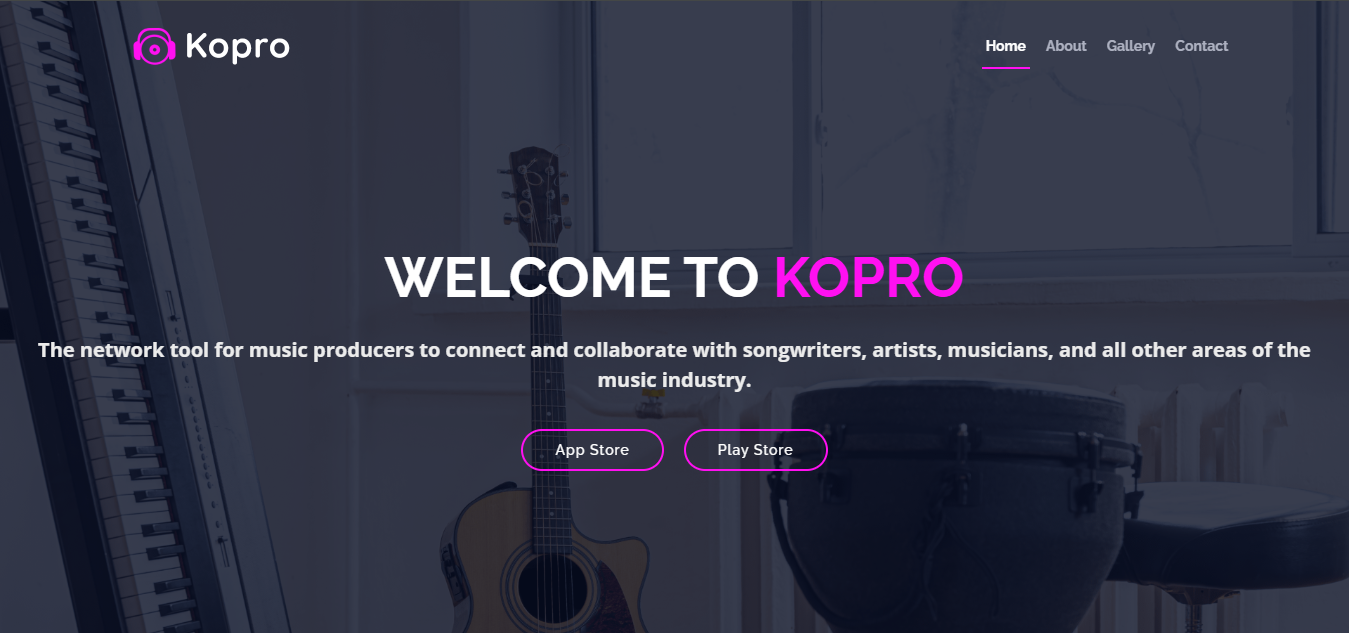 Kopro
Home About Gallery Contact
WELCOME TO KOPRO
The network tool for music producers to connect and collaborate with songwriters, artists, musicians, and all other areas of the
music industry.
App Store Play Store